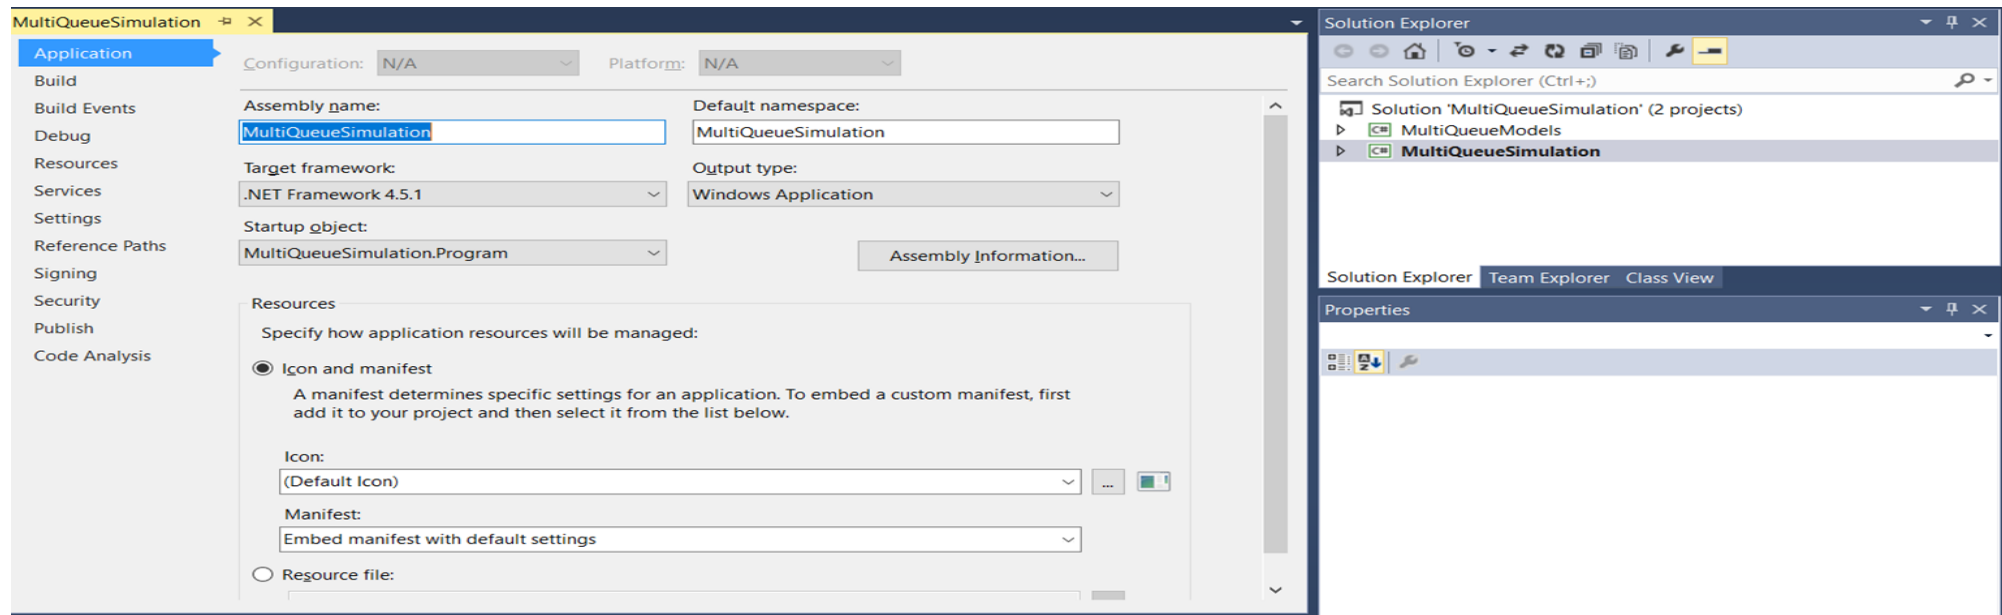 MultiQueueSimulation
Application
Build
Build Events
Debug
Resources
Services
Settings
Reference Paths
Signing
Security
Publish
Code Analysis
Configuration: N/A Platform: N/A
Assembly name: Default namespace:
MultiQueueSimulation MultiQueueSimulation
Target framework: Output type:
.NET Framework 4.5.1 Windows Application
Startup object:
MultiQueueSimulation.Program Assembly Information...
Resources
Specify how application resources will be managed:
Icon and manifest
A manifest determines specific settings for an application. To embed a custom manifest, first
add it to your project and then select it from the list below.
Icon:
(Default Icon) ...
Manifest:
Embed manifest with default settings
Resource file:
Solution Explorer
Search Solution Explorer (Ctrl+;)
Solution 'MultiQueueSimulation' (2 projects)
C# MultiQueueModels
C# MultiQueueSimulation
Solution Explorer Team Explorer Class View
Properties